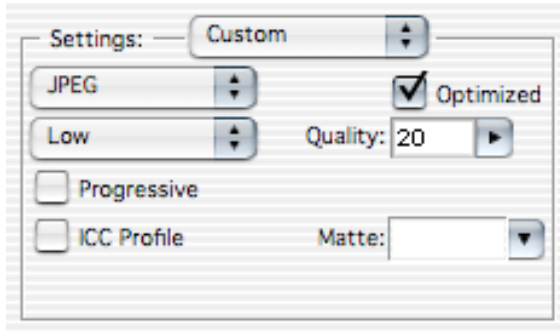 Settings: Custom
JPEG Optimized
Low Quality: 20
Progressive
ICC Profile Matte: